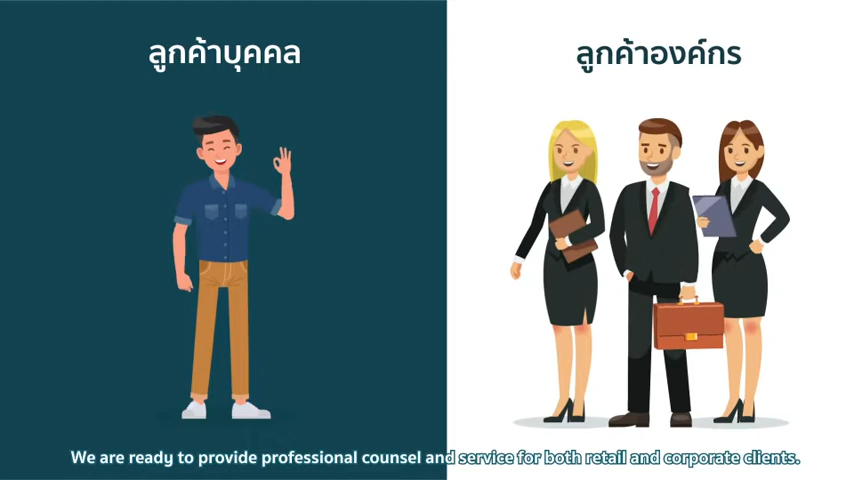 ลูกค้าบุคคล
ลูกค้าองค์กร
We are ready to provide professional counsel and service for both retail and corporate clients.